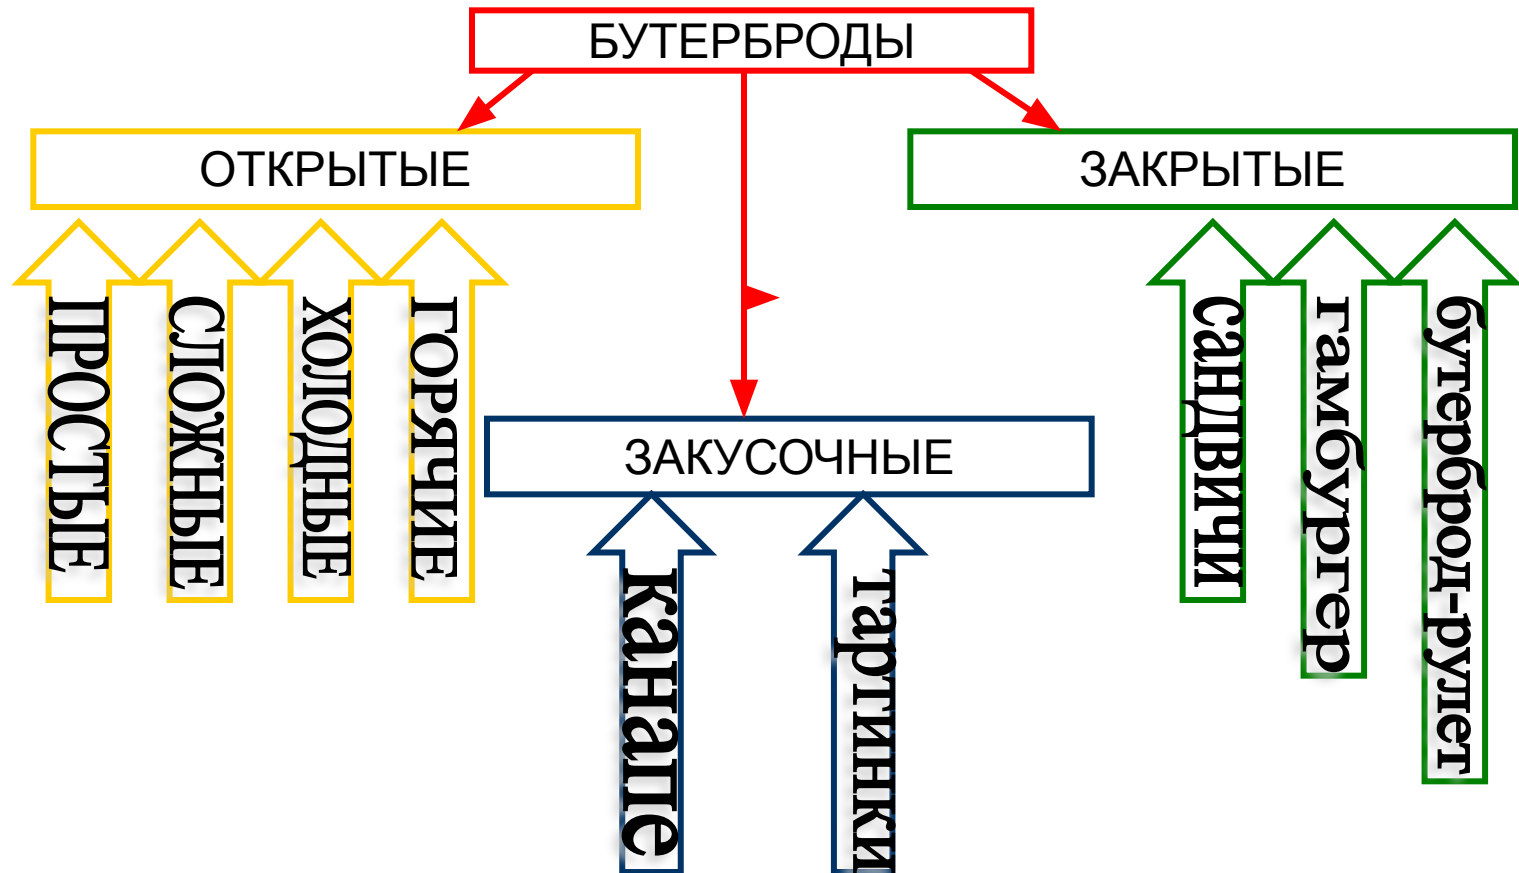 БУТЕРБРОДЫ
ОТКРЫТЫЕ
ЗАКРЫТЫЕ
ПРОСТЫЕ
СЛОЖНЫЕ
ХОЛОДНЫЕ
ГОРЯЧИЕ
сандвичи
гамбургер
бутерброд-рулет
ЗАКУСОЧНЫЕ
канапе
тартинки